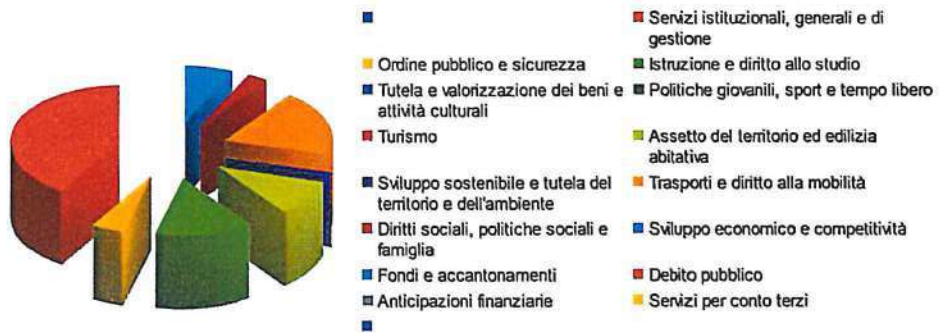 Servizi istituzionali, generali e di
gestione
Ordine pubblico e sicurezza
Istruzione e diritto allo studio
Tutela e valorizzazione dei beni e
attività culturali
Politiche giovanili, sport e tempo libero
Turismo
Assetto del territorio ed edilizia
abitativa
Sviluppo sostenibile e tutela del
territorio e dell'ambiente
Trasporti e diritto alla mobilità
Diritti sociali, politiche sociali e
famiglia
Sviluppo economico e competitività
Fondi e accantonamenti
Debito pubblico
Anticipazioni finanziarie
Servizi per conto terzi